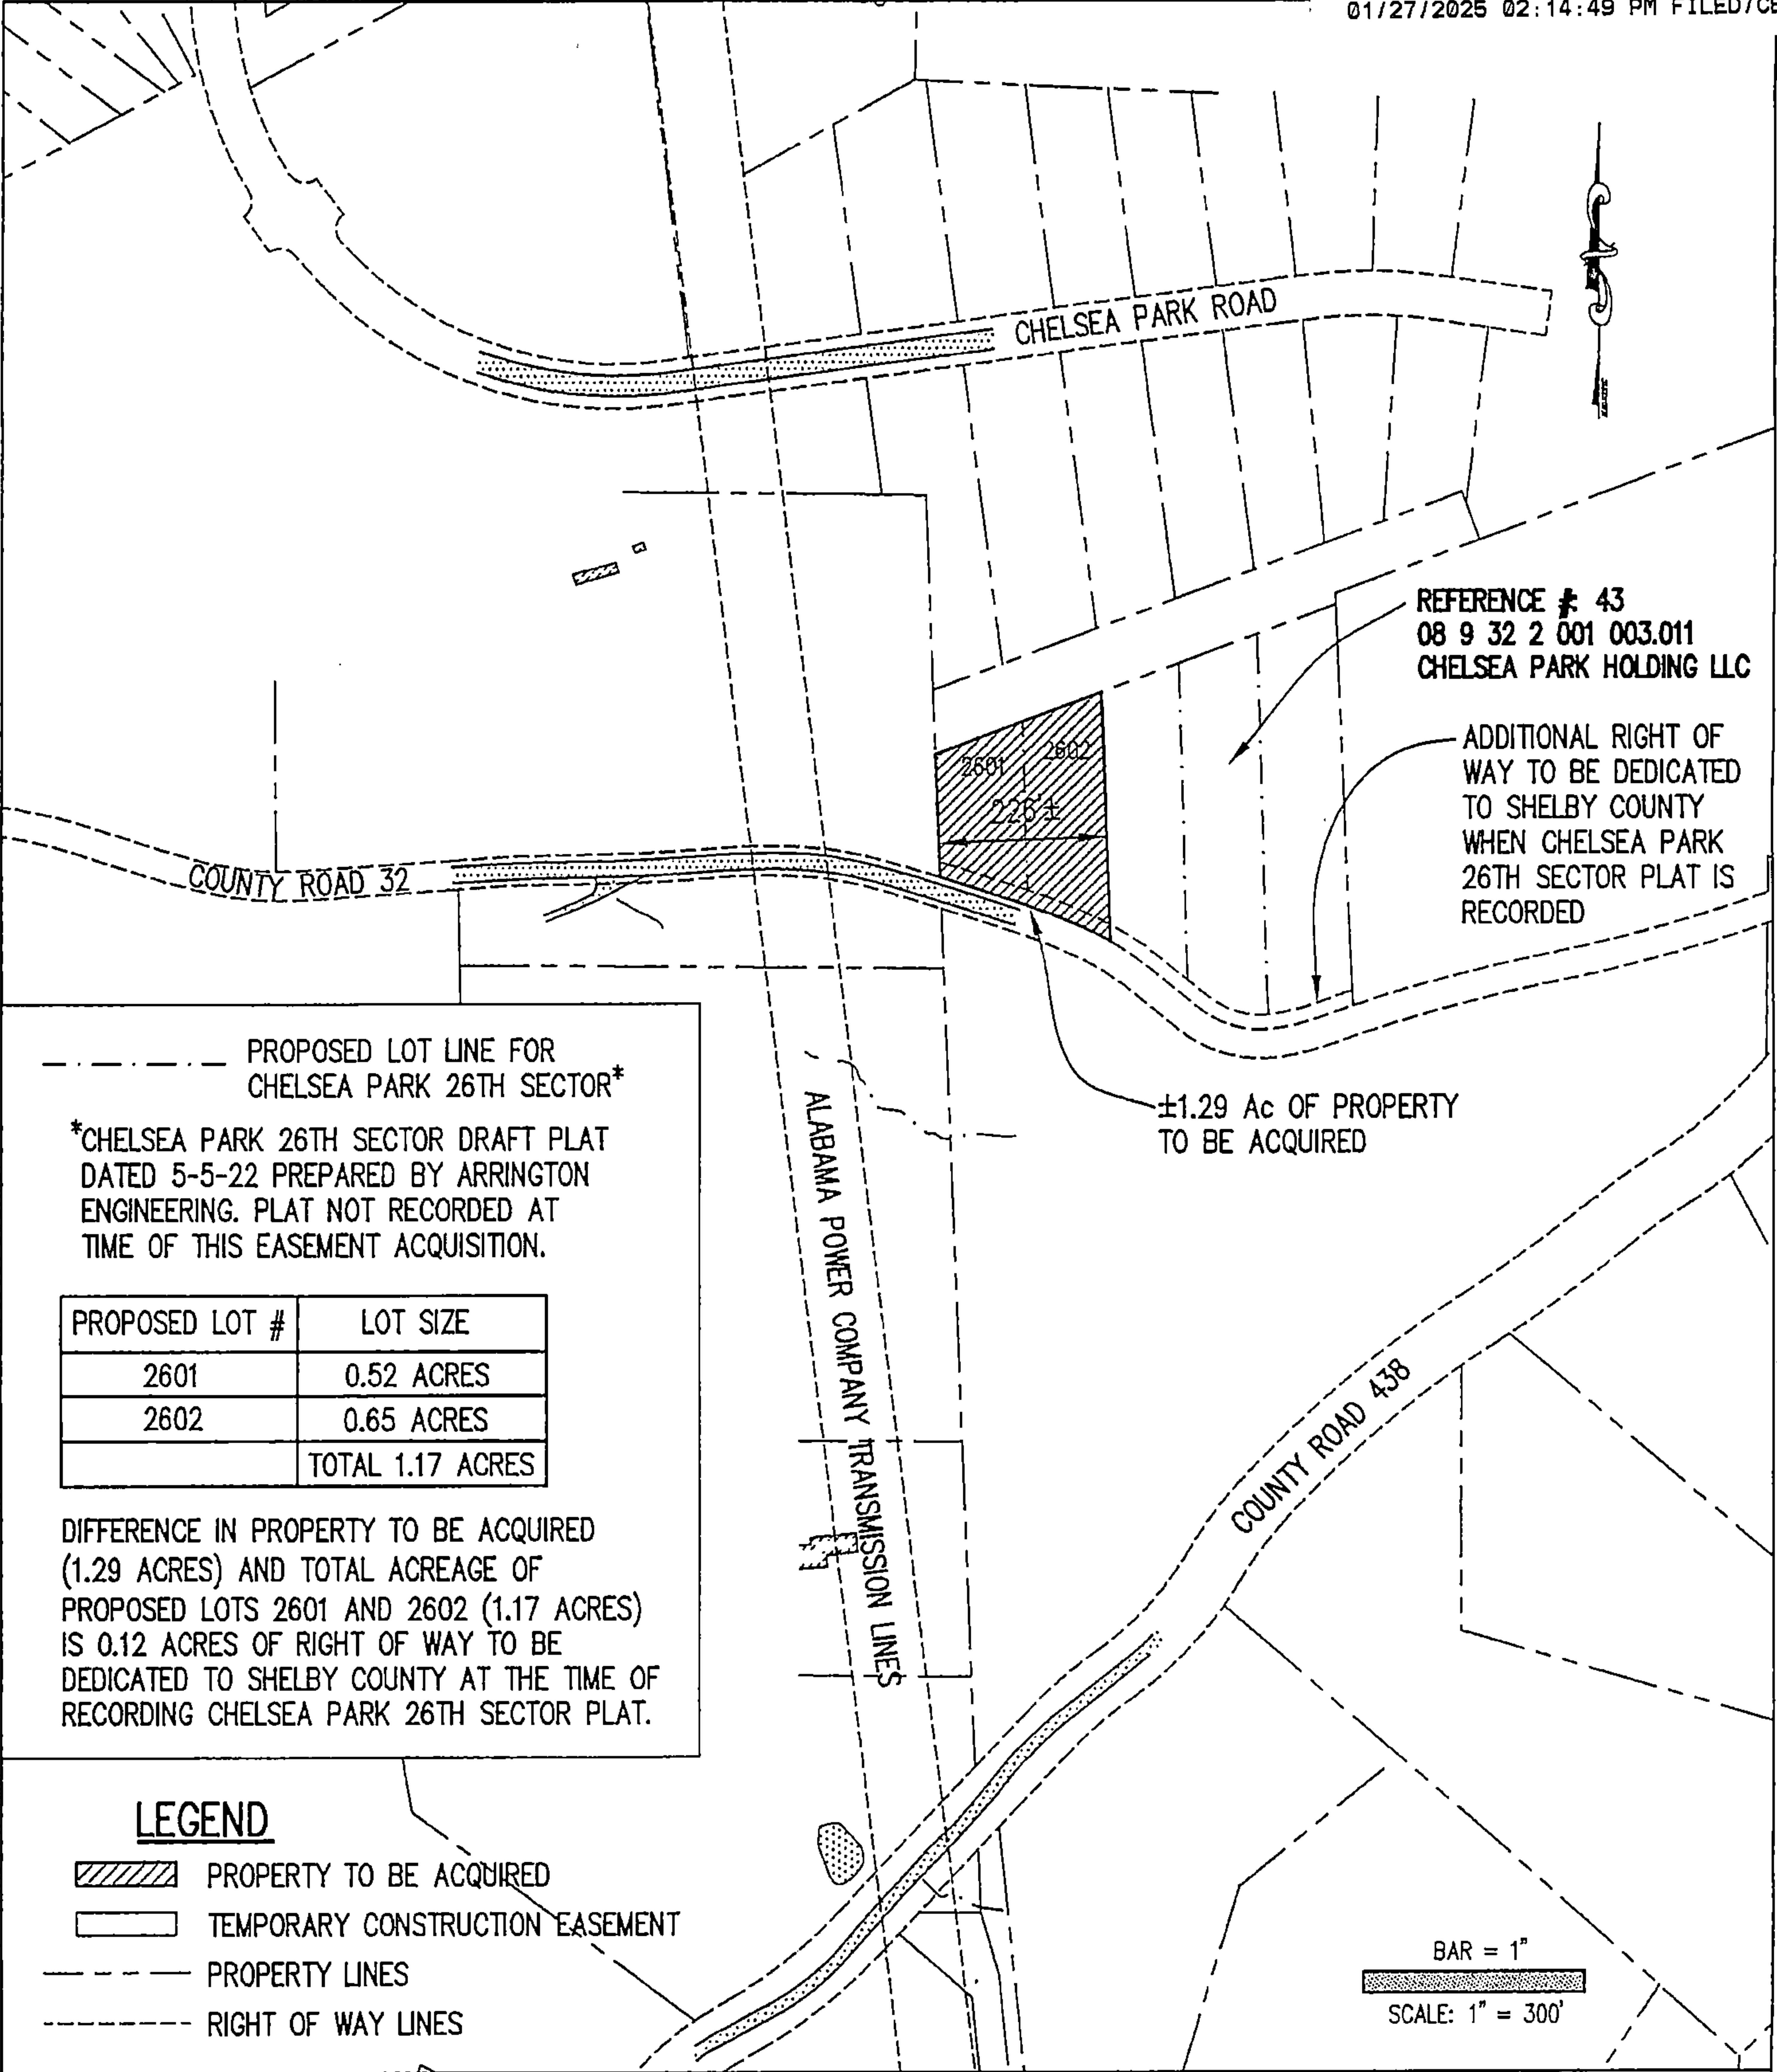 01/27/2025 02:14:49 PM FILED/CE
CHELSEA PARK ROAD
REFERENCE #: 43
08 9 32 2 001 003.011
CHELSEA PARK HOLDING LLC
ADDITIONAL RIGHT OF
WAY TO BE DEDICATED
TO SHELBY COUNTY
WHEN CHELSEA PARK
26TH SECTOR PLAT IS
RECORDED
2601
2602
226'±
COUNTY ROAD 32
±1.29 Ac OF PROPERTY
TO BE ACQUIRED
ALABAMA POWER COMPANY TRANSMISSION LINES
COUNTY ROAD 438
PROPOSED LOT LINE FOR
CHELSEA PARK 26TH SECTOR*
*CHELSEA PARK 26TH SECTOR DRAFT PLAT
DATED 5-5-22 PREPARED BY ARRINGTON
ENGINEERING. PLAT NOT RECORDED AT
TIME OF THIS EASEMENT ACQUISITION.
PROPOSED LOT # LOT SIZE
2601 0.52 ACRES
2602 0.65 ACRES
TOTAL 1.17 ACRES
DIFFERENCE IN PROPERTY TO BE ACQUIRED
(1.29 ACRES) AND TOTAL ACREAGE OF
PROPOSED LOTS 2601 AND 2602 (1.17 ACRES)
IS 0.12 ACRES OF RIGHT OF WAY TO BE
DEDICATED TO SHELBY COUNTY AT THE TIME OF
RECORDING CHELSEA PARK 26TH SECTOR PLAT.
LEGEND
PROPERTY TO BE ACQUIRED
TEMPORARY CONSTRUCTION EASEMENT
PROPERTY LINES
RIGHT OF WAY LINES
BAR = 1"
SCALE: 1" = 300'